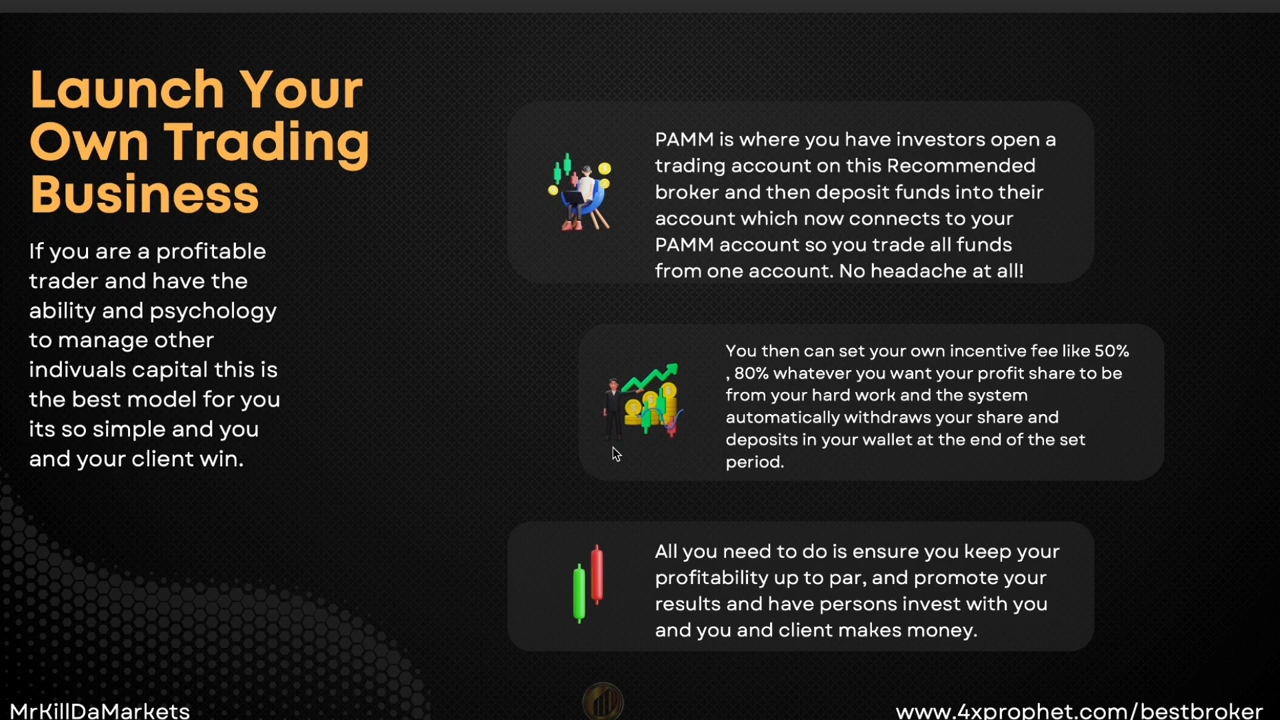 Launch Your
Own Trading
Business
If you are a profitable
trader and have the
ability and psychology
to manage other
indivuals capital this is
the best model for you
its so simple and you
and your client win.
PAMM is where you have investors open a
trading account on this Recommended
broker and then deposit funds into their
account which now connects to your
PAMM account so you trade all funds
from one account. No headache at all!
You then can set your own incentive fee like 50%
, 80% whatever you want your profit share to be
from your hard work and the system
automatically withdraws your share and
deposits in your wallet at the end of the set
period.
All you need to do is ensure you keep your
profitability up to par, and promote your
results and have persons invest with you
and you and client makes money.
MrKillDaMarkets
www.4xprophet.com/bestbroker